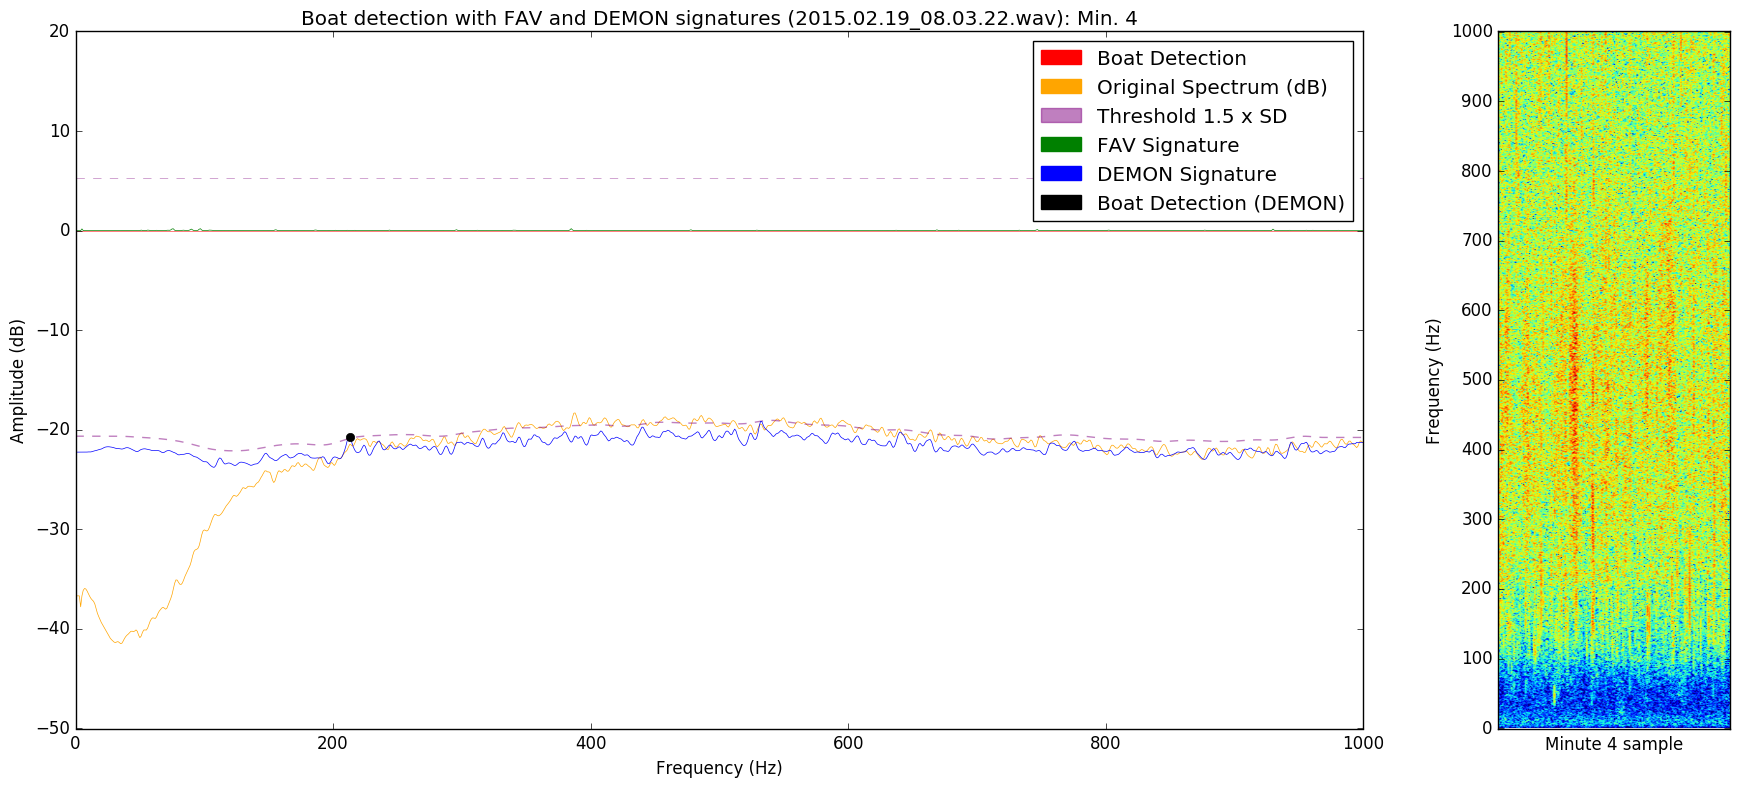 Boat detection with FAV and DEMON signatures (2015.02.19_08.03.22.wav): Min. 4
20
10
0
−10
−20
−30
−40
−50
Amplitude (dB)
0 200 400 600 800 1000
Frequency (Hz)
Boat Detection
Original Spectrum (dB)
Threshold 1.5 x SD
FAV Signature
DEMON Signature
Boat Detection (DEMON)
1000
900
800
700
600
500
400
300
200
100
0
Frequency (Hz)
Minute 4 sample